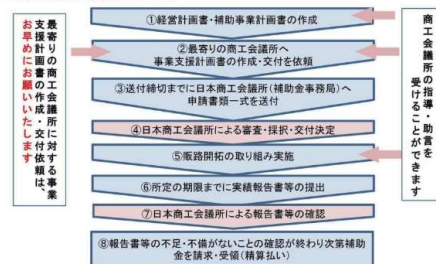 ①経営計画書・補助事業計画書の作成
②最寄りの商工会議所へ
事業支援計画書の作成・交付を依頼
③送付締切までに日本商工会議所(補助金事務局)へ
申請書類一式を送付
④日本商工会議所による審査・採択・交付決定
⑤販路開拓の取り組み実施
⑥所定の期限までに実績報告書等の提出
⑦日本商工会議所による報告書等の確認
⑧報告書等の不足・不備がないことの確認が終わり次第補助
金を請求・受領(精算払い)
最寄りの商工会議所に対する事業
支援計画書の作成・交付依頼は、
お早めにお願いいたします
商工会議所の指導・助言を
受けることができます